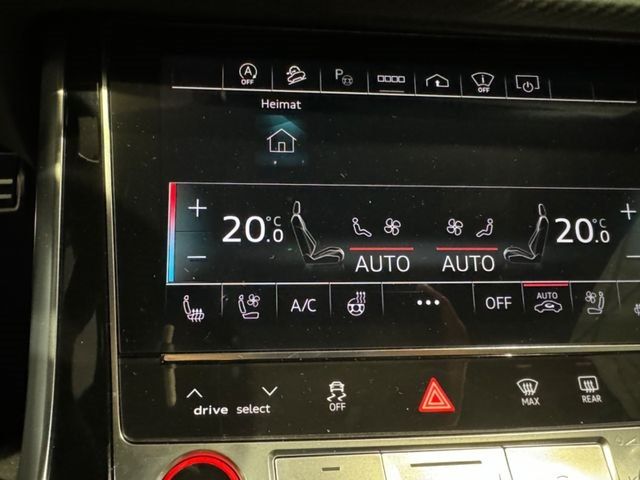 A
OFF
P
OFF
Heimat
+ 20.0 °C
20.0 °C +
−
−
AUTO AUTO
A/C ••• OFF AUTO
drive select
OFF
MAX
REAR